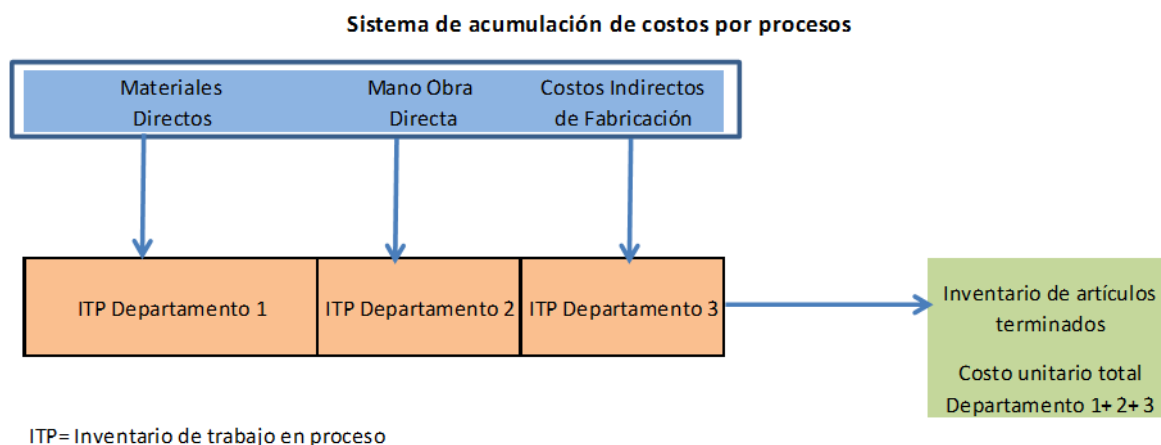 Sistema de acumulación de costos por procesos
Materiales
Directos
Mano Obra
Directa
Costos Indirectos
de Fabricación
ITP Departamento 1
ITP Departamento 2
ITP Departamento 3
Inventario de artículos
terminados
Costo unitario total
Departamento 1+ 2+ 3
ITP= Inventario de trabajo en proceso